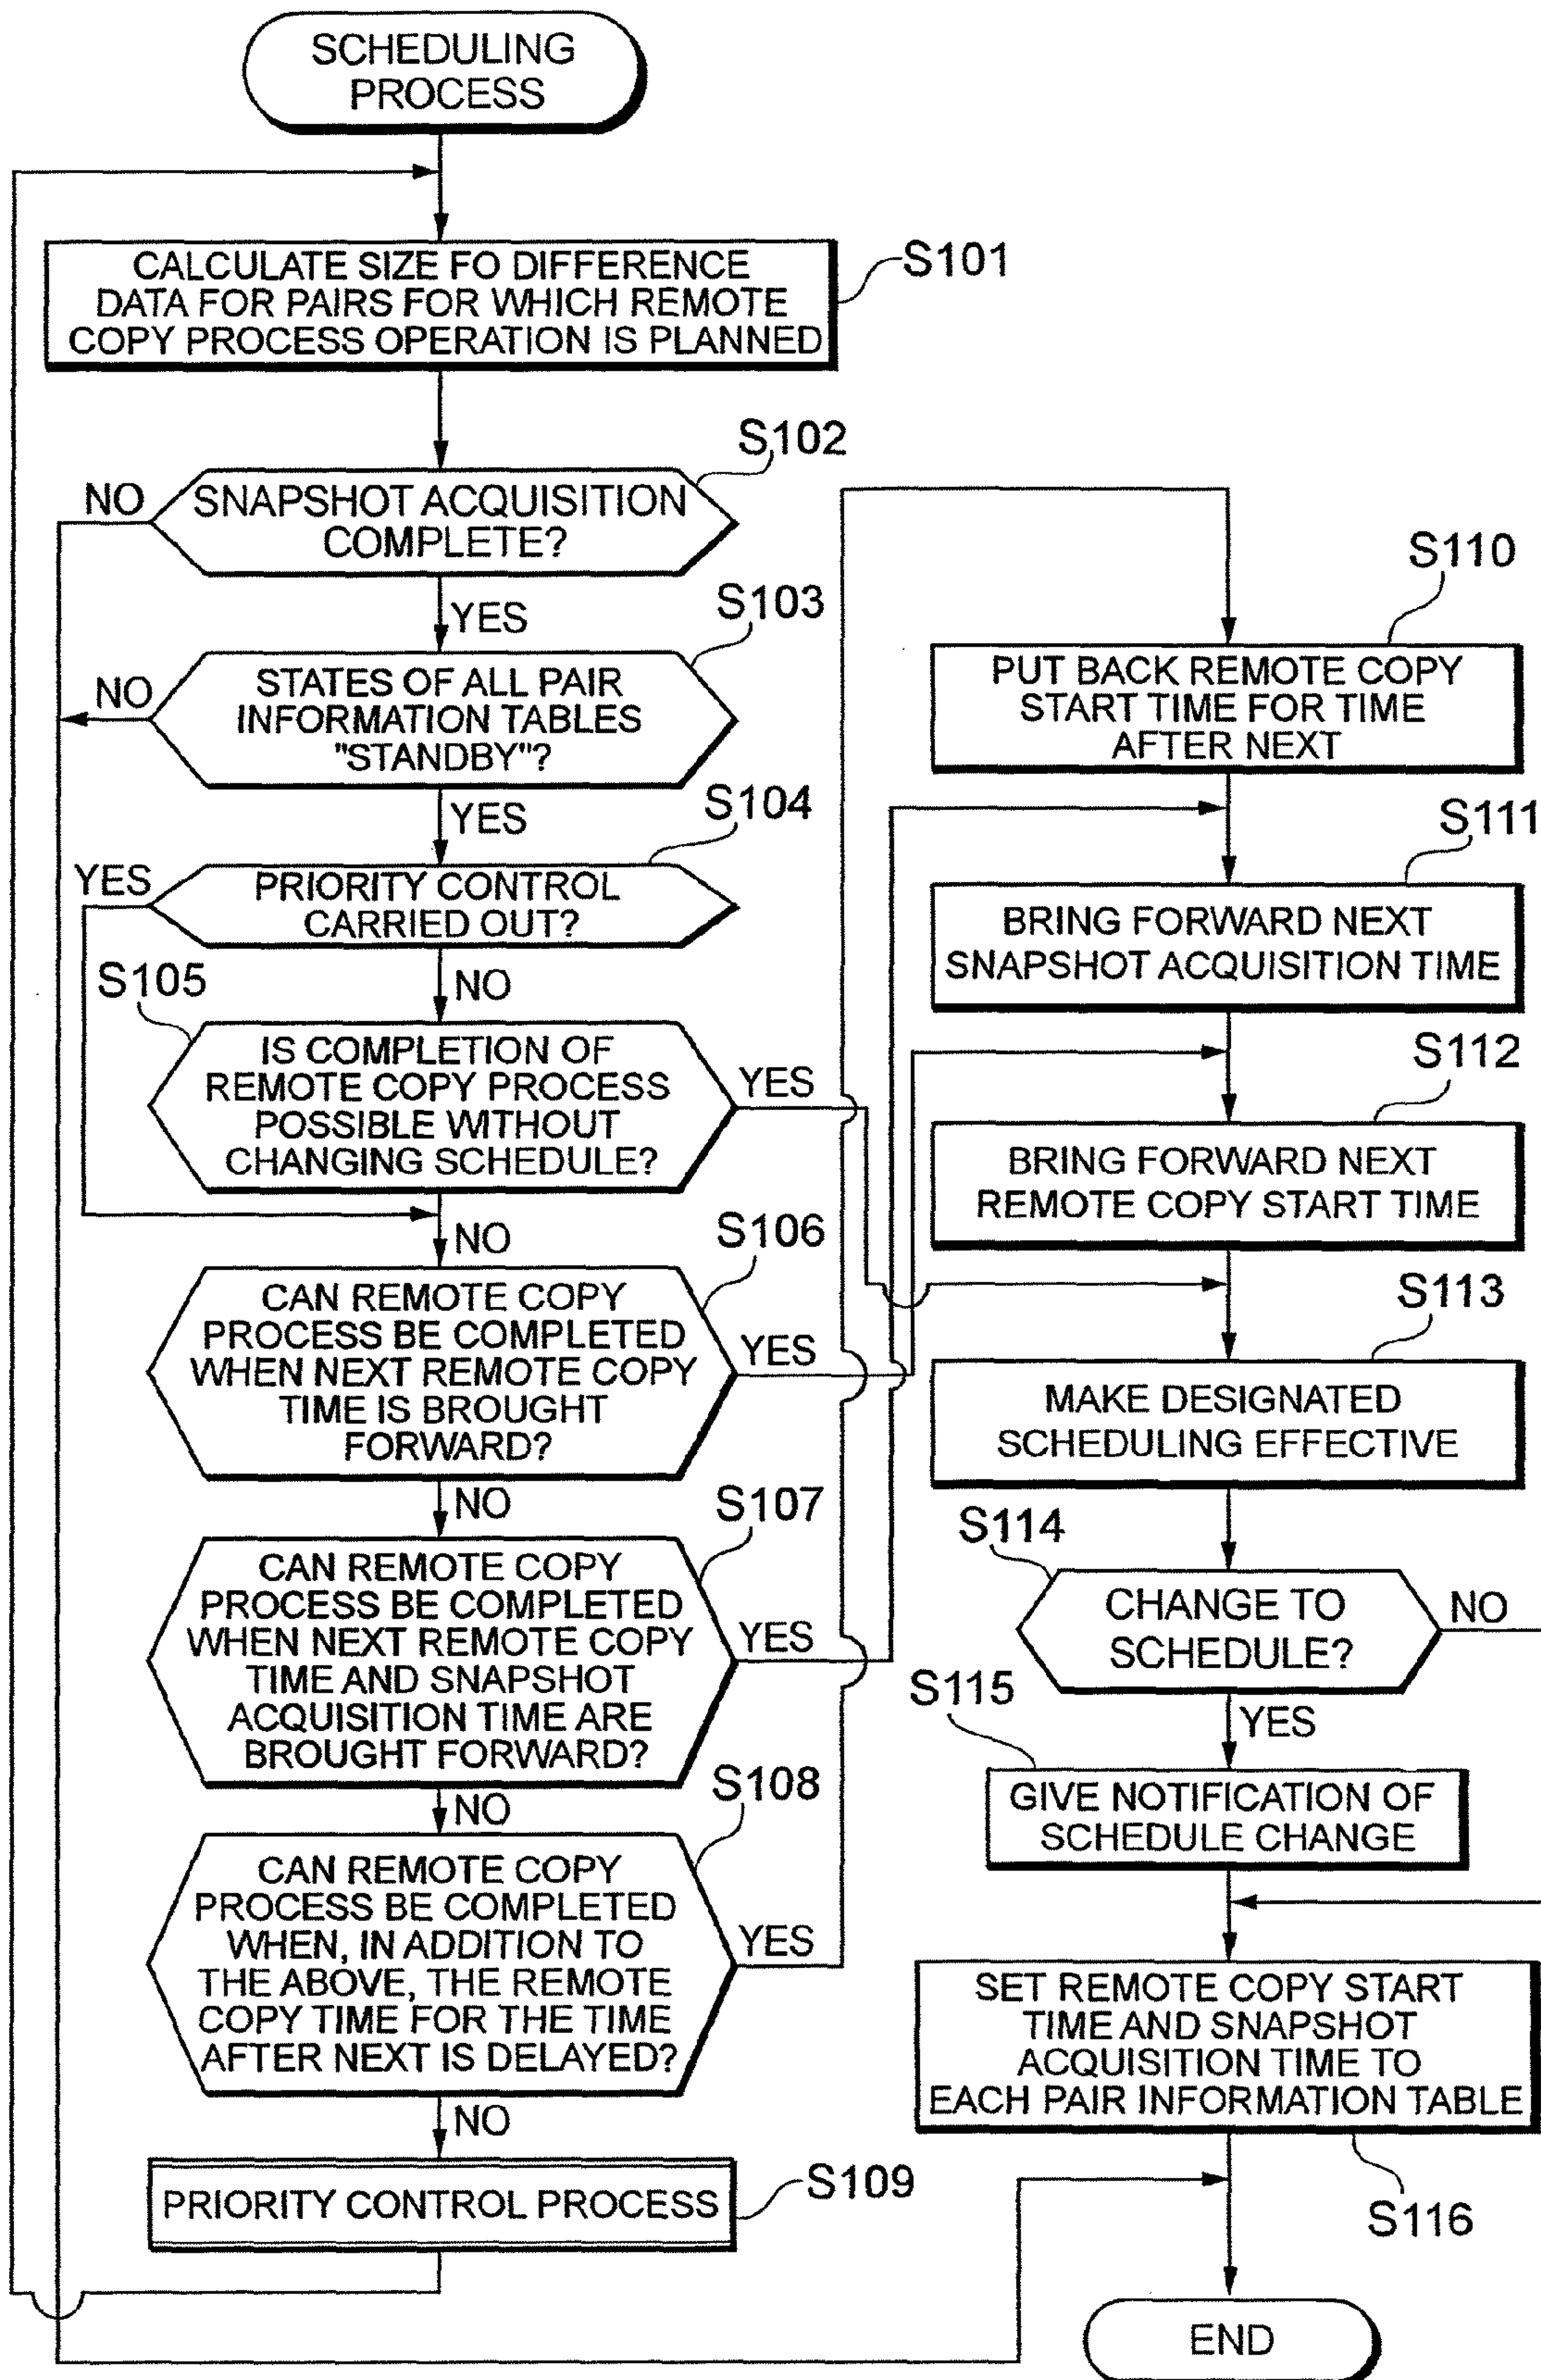 SCHEDULING
PROCESS
CALCULATE SIZE FO DIFFERENCE
DATA FOR PAIRS FOR WHICH REMOTE
COPY PROCESS OPERATION IS PLANNED
S101
S102
NO
SNAPSHOT ACQUISITION
COMPLETE?
YES
S103
NO
STATES OF ALL PAIR
INFORMATION TABLES
"STANDBY"?
YES
S104
YES
PRIORITY CONTROL
CARRIED OUT?
NO
S105
IS COMPLETION OF
REMOTE COPY PROCESS
POSSIBLE WITHOUT
CHANGING SCHEDULE?
YES
NO
S106
CAN REMOTE COPY
PROCESS BE COMPLETED
WHEN NEXT REMOTE COPY
TIME IS BROUGHT
FORWARD?
YES
NO
S107
CAN REMOTE COPY
PROCESS BE COMPLETED
WHEN NEXT REMOTE COPY
TIME AND SNAPSHOT
ACQUISITION TIME ARE
BROUGHT FORWARD?
YES
NO
S108
CAN REMOTE COPY
PROCESS BE COMPLETED
WHEN, IN ADDITION TO
THE ABOVE, THE REMOTE
COPY TIME FOR THE TIME
AFTER NEXT IS DELAYED?
YES
NO
PRIORITY CONTROL PROCESS
S109
S110
PUT BACK REMOTE COPY
START TIME FOR TIME
AFTER NEXT
S111
BRING FORWARD NEXT
SNAPSHOT ACQUISITION TIME
S112
BRING FORWARD NEXT
REMOTE COPY START TIME
S113
MAKE DESIGNATED
SCHEDULING EFFECTIVE
S114
CHANGE TO
SCHEDULE?
NO
YES
S115
GIVE NOTIFICATION OF
SCHEDULE CHANGE
SET REMOTE COPY START
TIME AND SNAPSHOT
ACQUISITION TIME TO
EACH PAIR INFORMATION TABLE
S116
END